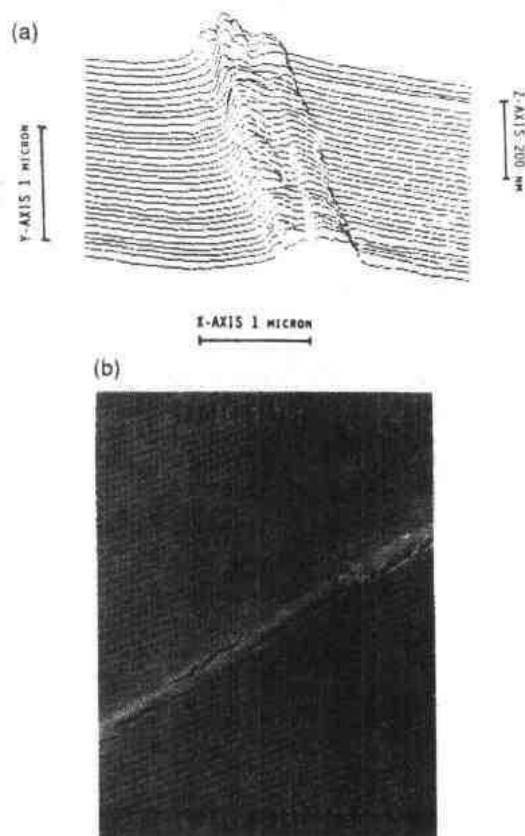 (a)
Y-AXIS 1 MICRON
Z-AXIS 200 NM
X-AXIS 1 MICRON
(b)